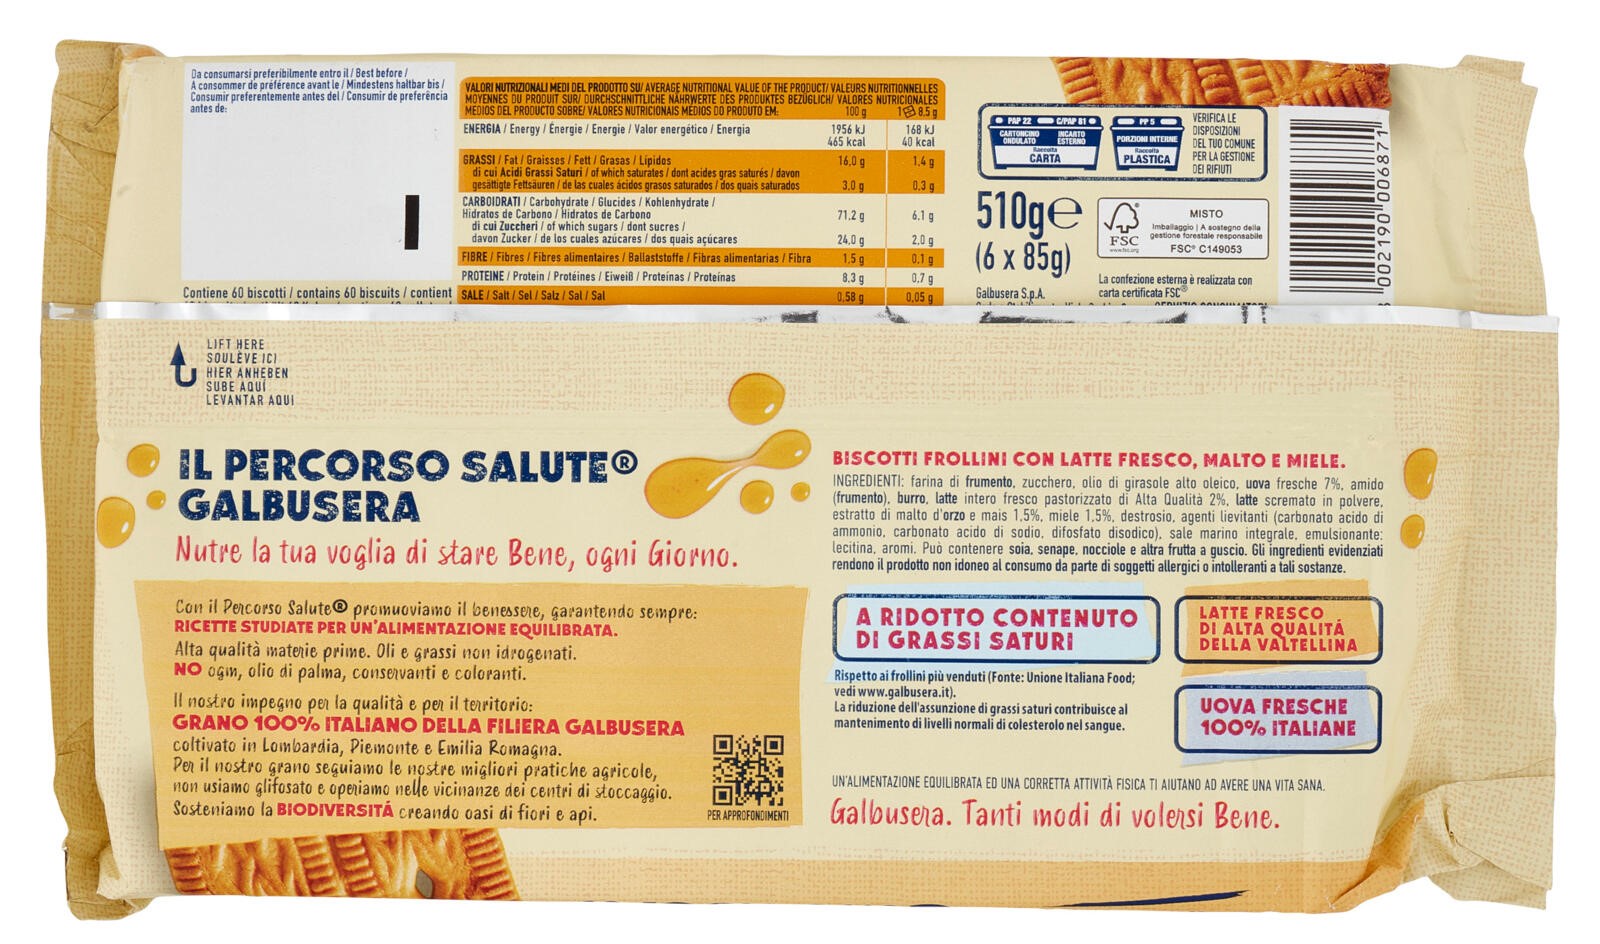 Da consumarsi preferibilmente entro il / Best before /
A consommer de préférence avant le / Mindestens haltbar bis /
Consumir preferentemente antes del / Consumir de preferência
antes de:
Contiene 60 biscotti / contains 60 biscuits / contient
VALORI NUTRIZIONALI MEDI DEL PRODOTTO SU/ AVERAGE NUTRITIONAL VALUE OF THE PRODUCT/ VALEURS NUTRITIONNELLES
MOYENNES DU PRODUIT SUR/ DURCHSCHNITTLICHE NÄHRWERTE DES PRODUKTES BEZÜGLICH/ VALORES NUTRICIONALES
MEDIOS DEL PRODUCTO SOBRE/ VALORES NUTRICIONAIS MÉDIOS DO PRODUTO EM: 100 g 1 8,5 g
ENERGIA / Energy / Énergie / Energie / Valor energético / Energia 1956 kJ 168 kJ
465 kcal 40 kcal
GRASSI / Fat / Graisses / Fett / Grasas / Lípidos 16,0 g 1,4 g
di cui Acidi Grassi Saturi / of which saturates / dont acides gras saturés / davon
gesättigte Fettsäuren / de las cuales ácidos grasos saturados / dos quais saturados 3,0 g 0,3 g
CARBOIDRATI / Carbohydrate / Glucides / Kohlenhydrate /
Hidratos de Carbono / Hidratos de Carbono 71,2 g 6,1 g
di cui Zuccheri / of which sugars / dont sucres /
davon Zucker / de los cuales azúcares / dos quais açúcares 24,0 g 2,0 g
FIBRE / Fibres / Fibres alimentaires / Ballaststoffe / Fibras alimentarias / Fibra 1,5 g 0,1 g
PROTEINE / Protein / Protéines / Eiweiß / Proteínas / Proteínas 8,3 g 0,7 g
SALE / Salt / Sel / Salz / Sal / Sal 0,58 g 0,05 g
PAP 22 C/PAP 81
CARTONCINO ONDULATO INCARTO ESTERNO
Raccolta
CARTA
PP 5
PORZIONI INTERNE
Raccolta
PLASTICA
VERIFICA LE
DISPOSIZIONI
DEL TUO COMUNE
PER LA GESTIONE
DEI RIFIUTI
510g℮
(6 x 85g)
FSC
www.fsc.org
MISTO
Imballaggio | A sostegno della
gestione forestale responsabile
FSC® C149053
La confezione esterna è realizzata con
carta certificata FSC®
Galbusera S.p.A.
SERVIZIO CONSUMATORI
002190 006871
LIFT HERE
SOULÈVE ICI
HIER ANHEBEN
SUBE AQUÍ
LEVANTAR AQUI
IL PERCORSO SALUTE®
GALBUSERA
Nutre la tua voglia di stare Bene, ogni Giorno.
Con il Percorso Salute® promuoviamo il benessere, garantendo sempre:
RICETTE STUDIATE PER UN'ALIMENTAZIONE EQUILIBRATA.
Alta qualità materie prime. Oli e grassi non idrogenati.
NO ogm, olio di palma, conservanti e coloranti.
Il nostro impegno per la qualità e per il territorio:
GRANO 100% ITALIANO DELLA FILIERA GALBUSERA
coltivato in Lombardia, Piemonte e Emilia Romagna.
Per il nostro grano seguiamo le nostre migliori pratiche agricole,
non usiamo glifosato e operiamo nelle vicinanze dei centri di stoccaggio.
Sosteniamo la BIODIVERSITÁ creando oasi di fiori e api.
PER APPROFONDIMENTI
BISCOTTI FROLLINI CON LATTE FRESCO, MALTO E MIELE.
INGREDIENTI: farina di frumento, zucchero, olio di girasole alto oleico, uova fresche 7%, amido
(frumento), burro, latte intero fresco pastorizzato di Alta Qualità 2%, latte scremato in polvere,
estratto di malto d'orzo e mais 1,5%, miele 1,5%, destrosio, agenti lievitanti (carbonato acido di
ammonio, carbonato acido di sodio, difosfato disodico), sale marino integrale, emulsionante:
lecitina, aromi. Può contenere soia, senape, nocciole e altra frutta a guscio. Gli ingredienti evidenziati
rendono il prodotto non idoneo al consumo da parte di soggetti allergici o intolleranti a tali sostanze.
A RIDOTTO CONTENUTO
DI GRASSI SATURI
Rispetto ai frollini più venduti (Fonte: Unione Italiana Food;
vedi www.galbusera.it).
La riduzione dell'assunzione di grassi saturi contribuisce al
mantenimento di livelli normali di colesterolo nel sangue.
LATTE FRESCO
DI ALTA QUALITÁ
DELLA VALTELLINA
UOVA FRESCHE
100% ITALIANE
UN'ALIMENTAZIONE EQUILIBRATA ED UNA CORRETTA ATTIVITÀ FISICA TI AIUTANO AD AVERE UNA VITA SANA.
Galbusera. Tanti modi di volersi Bene.